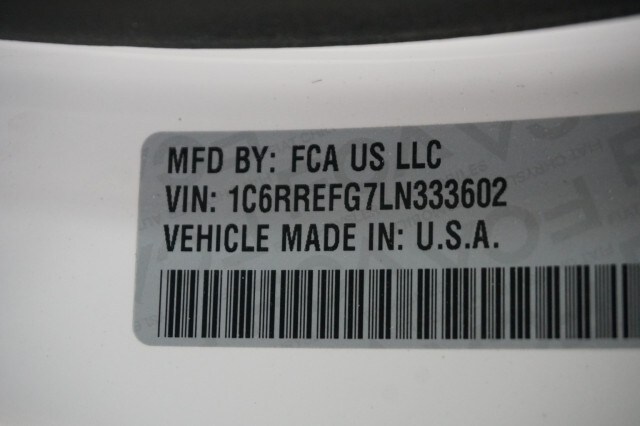 MFD BY: FCA US LLC
VIN: 1C6RREFG7LN333602
VEHICLE MADE IN: U.S.A.